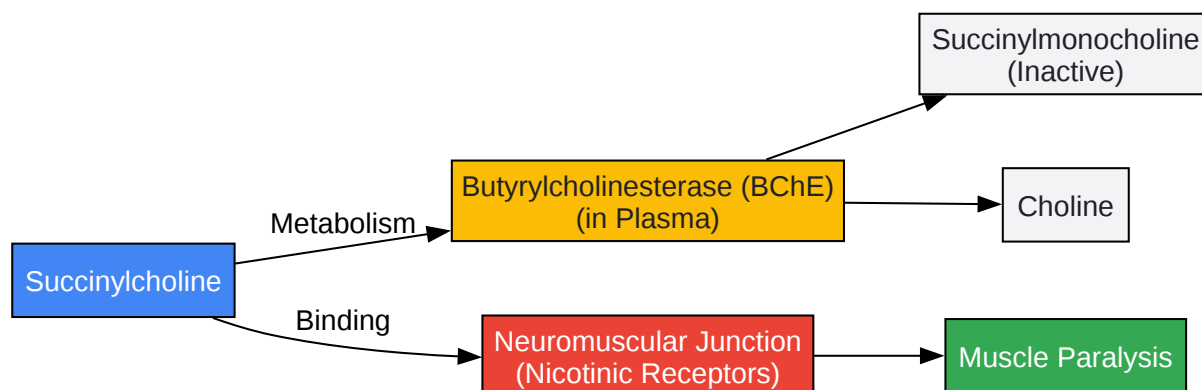 Succinylmonocholine
(Inactive)
Butyrylcholinesterase (BChE)
(in Plasma)
Choline
Metabolism
Succinylcholine
Binding
Neuromuscular Junction
(Nicotinic Receptors)
Muscle Paralysis